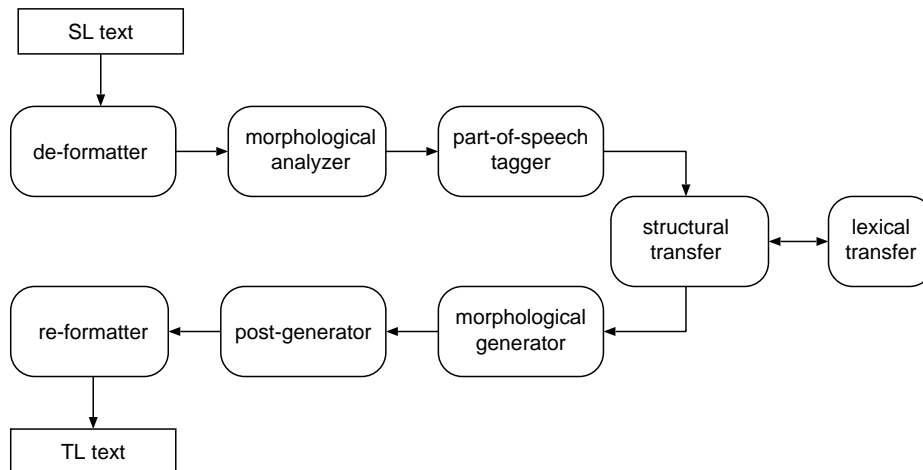 SL text
de-formatter
morphological
analyzer
part-of-speech
tagger
structural
transfer
lexical
transfer
re-formatter
post-generator
morphological
generator
TL text